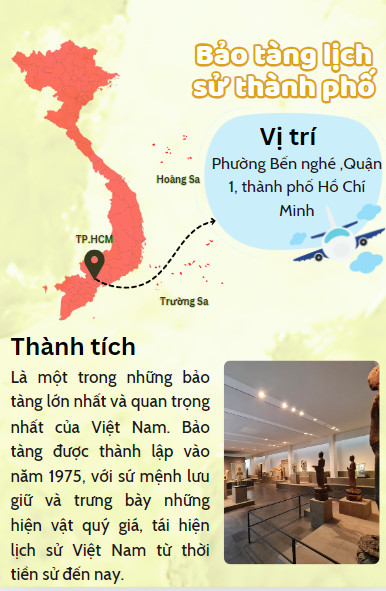 Bảo tàng lịch
sử thành phố
Vị trí
Phường Bến nghé ,Quận
1, thành phố Hồ Chí
Minh
Hoàng Sa
TP.HCM
Trường Sa
Thành tích
Là một trong những bảo
tàng lớn nhất và quan trọng
nhất của Việt Nam. Bảo
tàng được thành lập vào
năm 1975, với sứ mệnh lưu
giữ và trưng bày những
hiện vật quý giá, tái hiện
lịch sử Việt Nam từ thời
tiền sử đến nay.